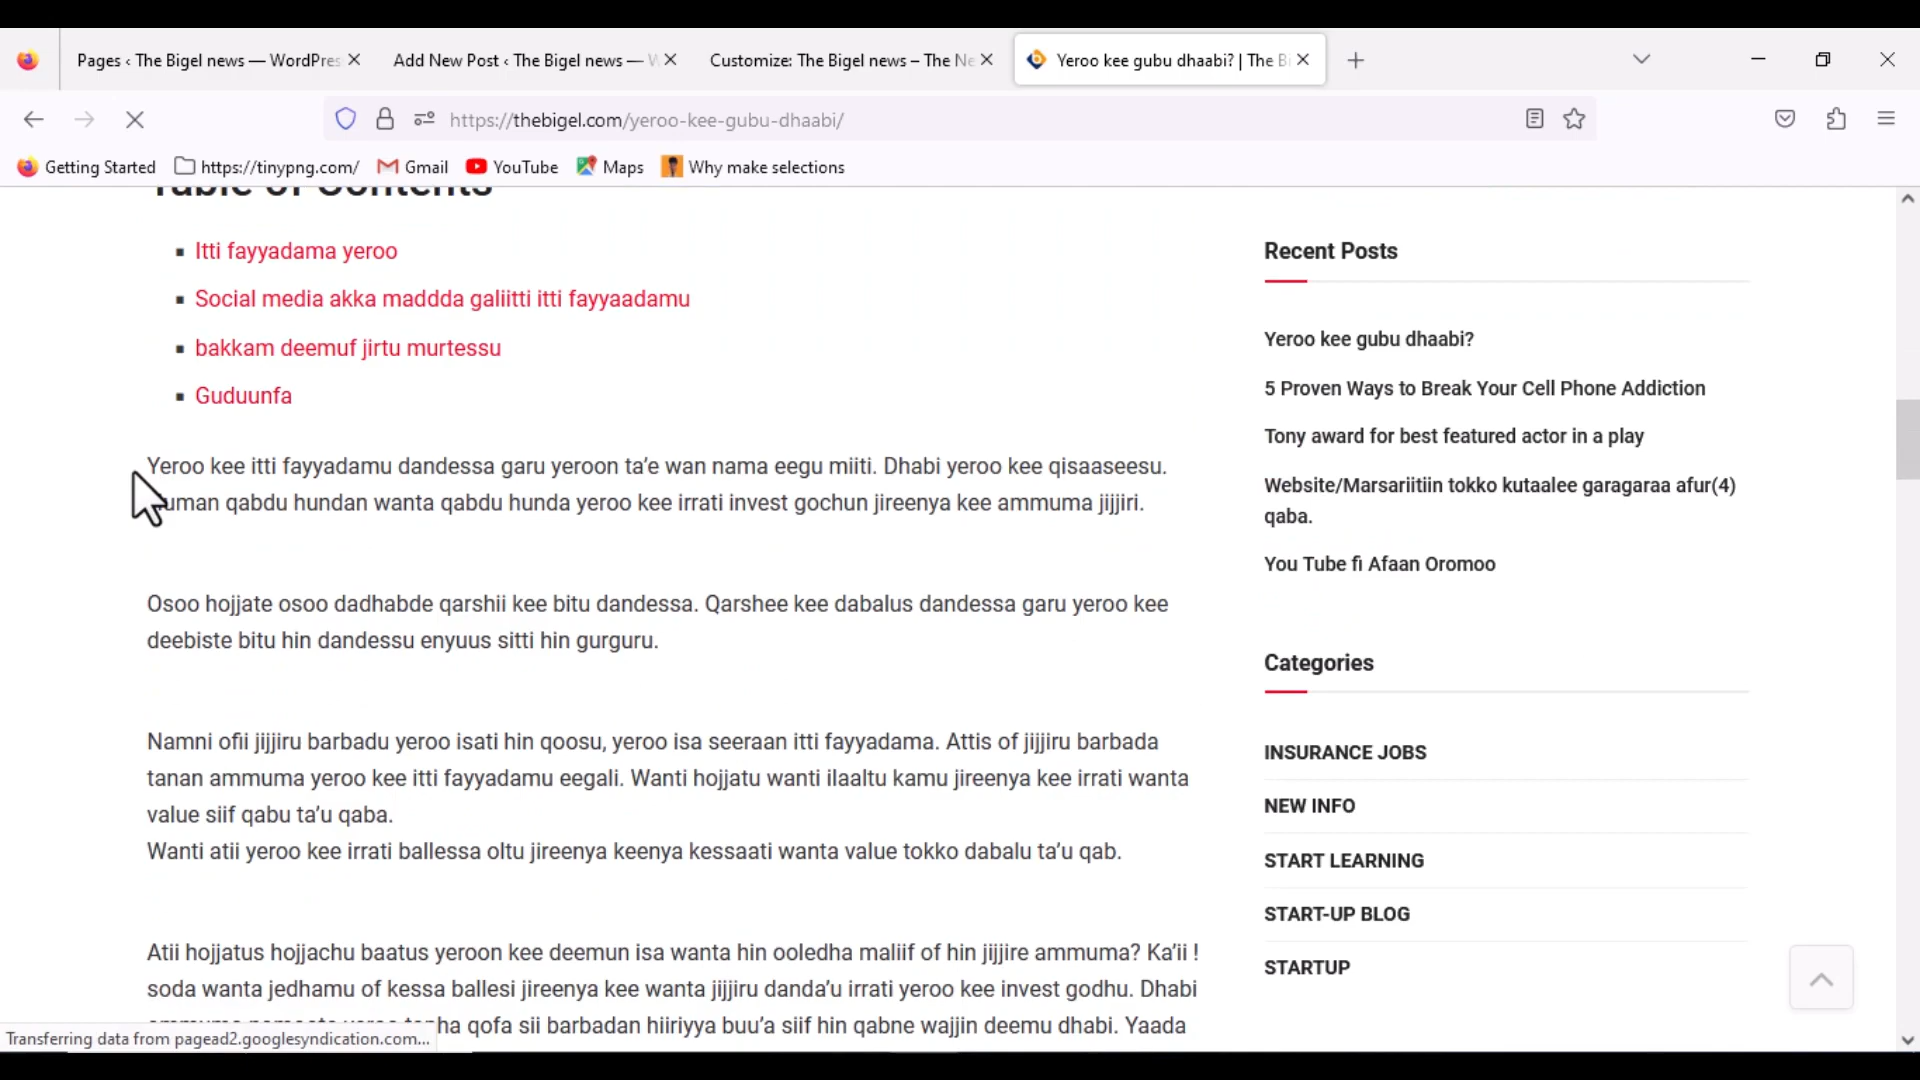 Pages ‹ The Bigel news — WordPres
Add New Post ‹ The Bigel news — W
Customize: The Bigel news – The Ne
Yeroo kee gubu dhaabi? | The Bi
https://thebigel.com/yeroo-kee-gubu-dhaabi/
Getting Started
https://tinypng.com/
Gmail
YouTube
Maps
Why make selections
Table of Contents
Itti fayyadama yeroo
Social media akka maddda galiitti itti fayyaadamu
bakkam deemuf jirtu murtessu
Guduunfa
Yeroo kee itti fayyadamu dandessa garu yeroon ta’e wan nama eegu miiti. Dhabi yeroo kee qisaaseesu.
uman qabdu hundan wanta qabdu hunda yeroo kee irrati invest gochun jireenya kee ammuma jijjiri.
Osoo hojjate osoo dadhabde qarshii kee bitu dandessa. Qarshee kee dabalus dandessa garu yeroo kee
deebiste bitu hin dandessu enyuus sitti hin gurguru.
Namni ofii jijjiru barbadu yeroo isati hin qoosu, yeroo isa seeraan itti fayyadama. Attis of jijjiru barbada
tanan ammuma yeroo kee itti fayyadamu eegali. Wanti hojjatu wanti ilaaltu kamu jireenya kee irrati wanta
value siif qabu ta’u qaba.
Wanti atii yeroo kee irrati ballessa oltu jireenya keenya kessaati wanta value tokko dabalu ta’u qab.
Atii hojjatus hojjachu baatus yeroon kee deemun isa wanta hin ooledha maliif of hin jijjire ammuma? Ka’ii !
soda wanta jedhamu of kessa ballesi jireenya kee wanta jijjiru danda’u irrati yeroo kee invest godhu. Dhabi
ha qofa sii barbadan hiiriyya buu’a siif hin qabne wajjin deemu dhabi. Yaada
Recent Posts
Yeroo kee gubu dhaabi?
5 Proven Ways to Break Your Cell Phone Addiction
Tony award for best featured actor in a play
Website/Marsariitiin tokko kutaalee garagaraa afur(4)
qaba.
You Tube fi Afaan Oromoo
Categories
INSURANCE JOBS
NEW INFO
START LEARNING
START-UP BLOG
STARTUP
Transferring data from pagead2.googlesyndication.com...